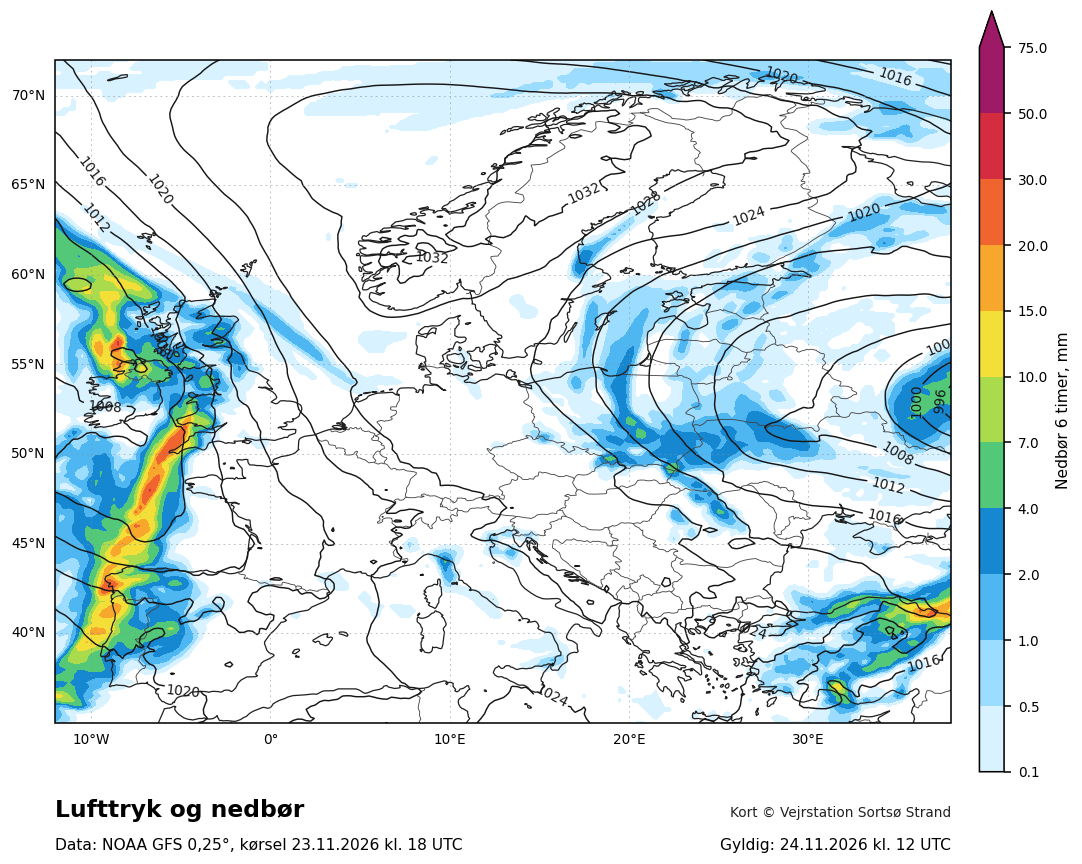 75.0
50.0
30.0
20.0
15.0
10.0
7.0
4.0
2.0
1.0
0.5
0.1
Nedbør 6 timer, mm
70°N
65°N
60°N
55°N
50°N
45°N
40°N
10°W
0°
10°E
20°E
30°E
1020
1016
1016
1020
1012
1032
1028
1024
1020
1032
1008
1000
996
1008
1012
1016
1016
1020
1024
Lufttryk og nedbør
Kort © Vejrstation Sortsø Strand
Data: NOAA GFS 0,25°, kørsel 23.11.2026 kl. 18 UTC
Gyldig: 24.11.2026 kl. 12 UTC